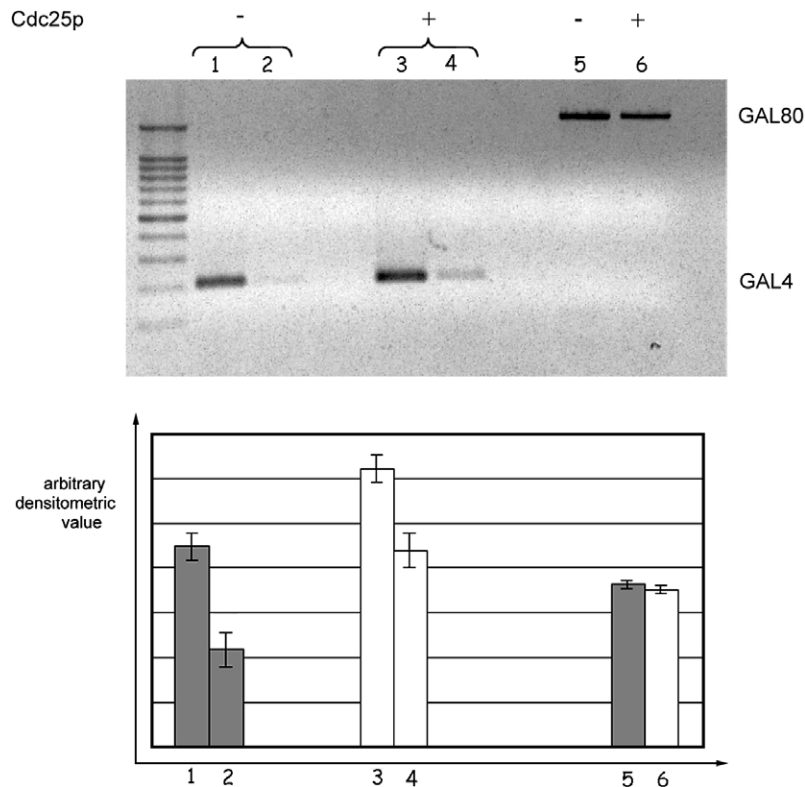 Cdc25p - + - +
1 2 3 4 5 6
GAL80
GAL4
arbitrary
densitometric
value
1 2 3 4 5 6